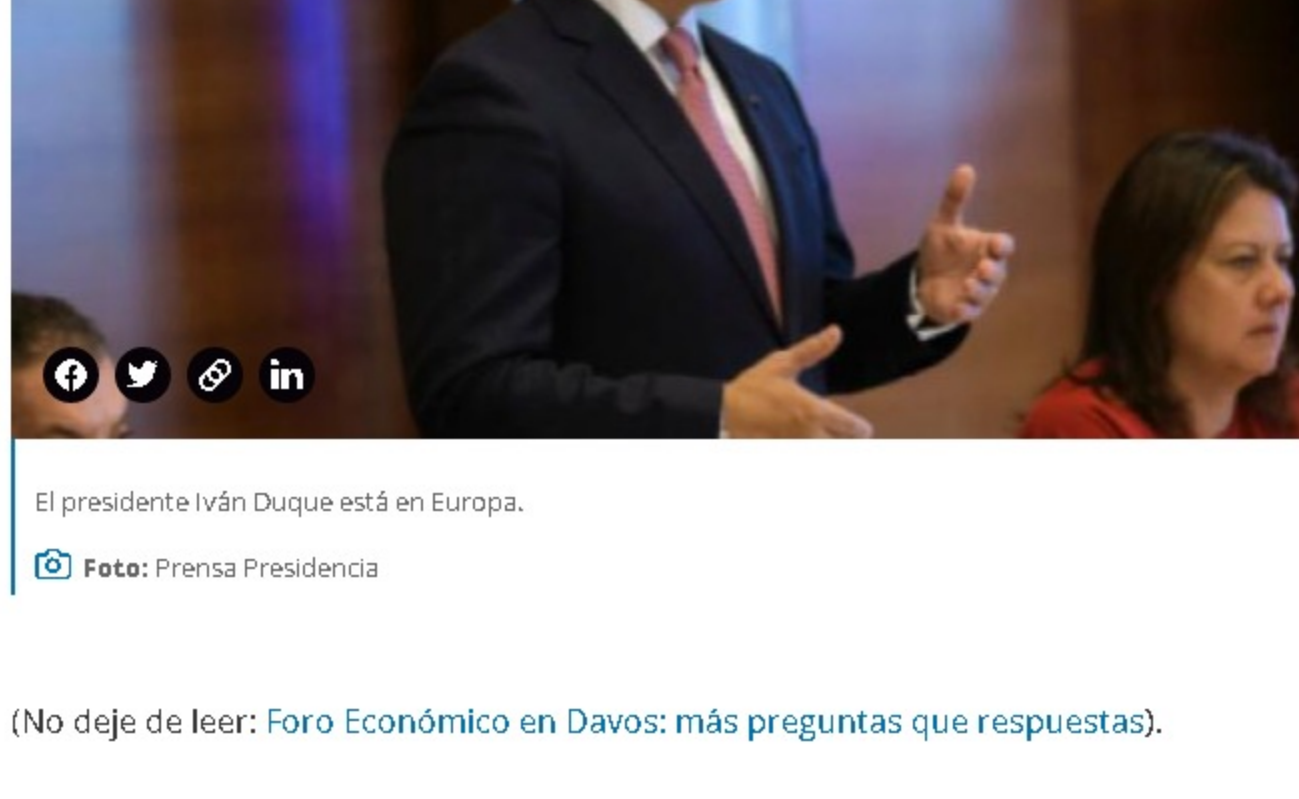 El presidente Iván Duque está en Europa.
Foto: Prensa Presidencia
(No deje de leer: Foro Económico en Davos: más preguntas que respuestas).